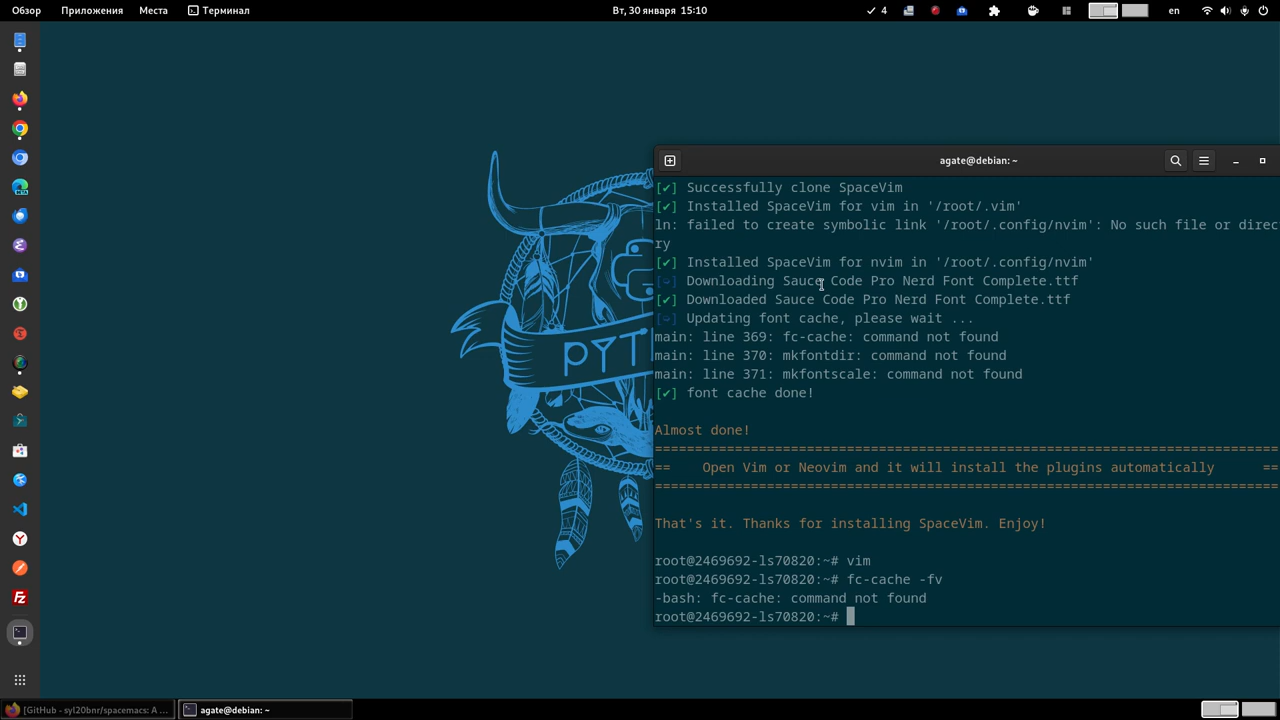 Обзор Приложения Места Терминал Вт, 30 января 15:10 4 en
agate@debian: ~
[✔] Successfully clone SpaceVim
[✔] Installed SpaceVim for vim in '/root/.vim'
ln: failed to create symbolic link '/root/.config/nvim': No such file or direc
ry
[✔] Installed SpaceVim for nvim in '/root/.config/nvim'
[➭] Downloading Sauce Code Pro Nerd Font Complete.ttf
[✔] Downloaded Sauce Code Pro Nerd Font Complete.ttf
[➭] Updating font cache, please wait ...
main: line 369: fc-cache: command not found
main: line 370: mkfontdir: command not found
main: line 371: mkfontscale: command not found
[✔] font cache done!
Almost done!
==============================================================================
==    Open Vim or Neovim and it will install the plugins automatically      ==
==============================================================================
That's it. Thanks for installing SpaceVim. Enjoy!
root@2469692-ls70820:~# vim
root@2469692-ls70820:~# fc-cache -fv
-bash: fc-cache: command not found
root@2469692-ls70820:~#
PYT
[GitHub - syl20bnr/spacemacs: A ... agate@debian: ~